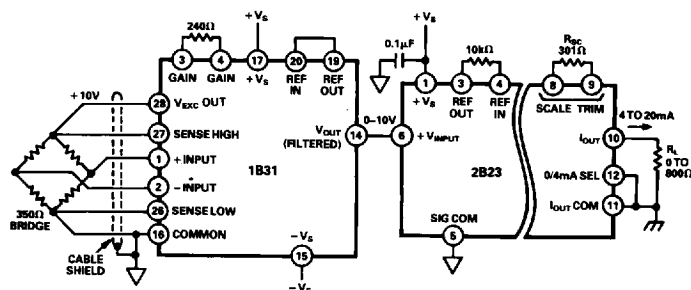 240Ω
+VS
3
4
17
20
19
GAIN
GAIN
+VS
REF IN
REF OUT
+10V
28
VEXC OUT
27
SENSE HIGH
1
+ INPUT
2
− INPUT
26
SENSE LOW
16
COMMON
350Ω
BRIDGE
CABLE
SHIELD
1B31
VOUT
(FILTERED)
14
−VS
15
0–10V
+VS
0.1μF
10kΩ
RSC
301Ω
1
3
4
8
9
+VS
REF OUT
REF IN
SCALE TRIM
6
+VINPUT
2B23
SIG COM
5
4 TO 20mA
10
IOUT
12
0/4mA SEL
11
IOUT COM
RL
0 TO
800Ω